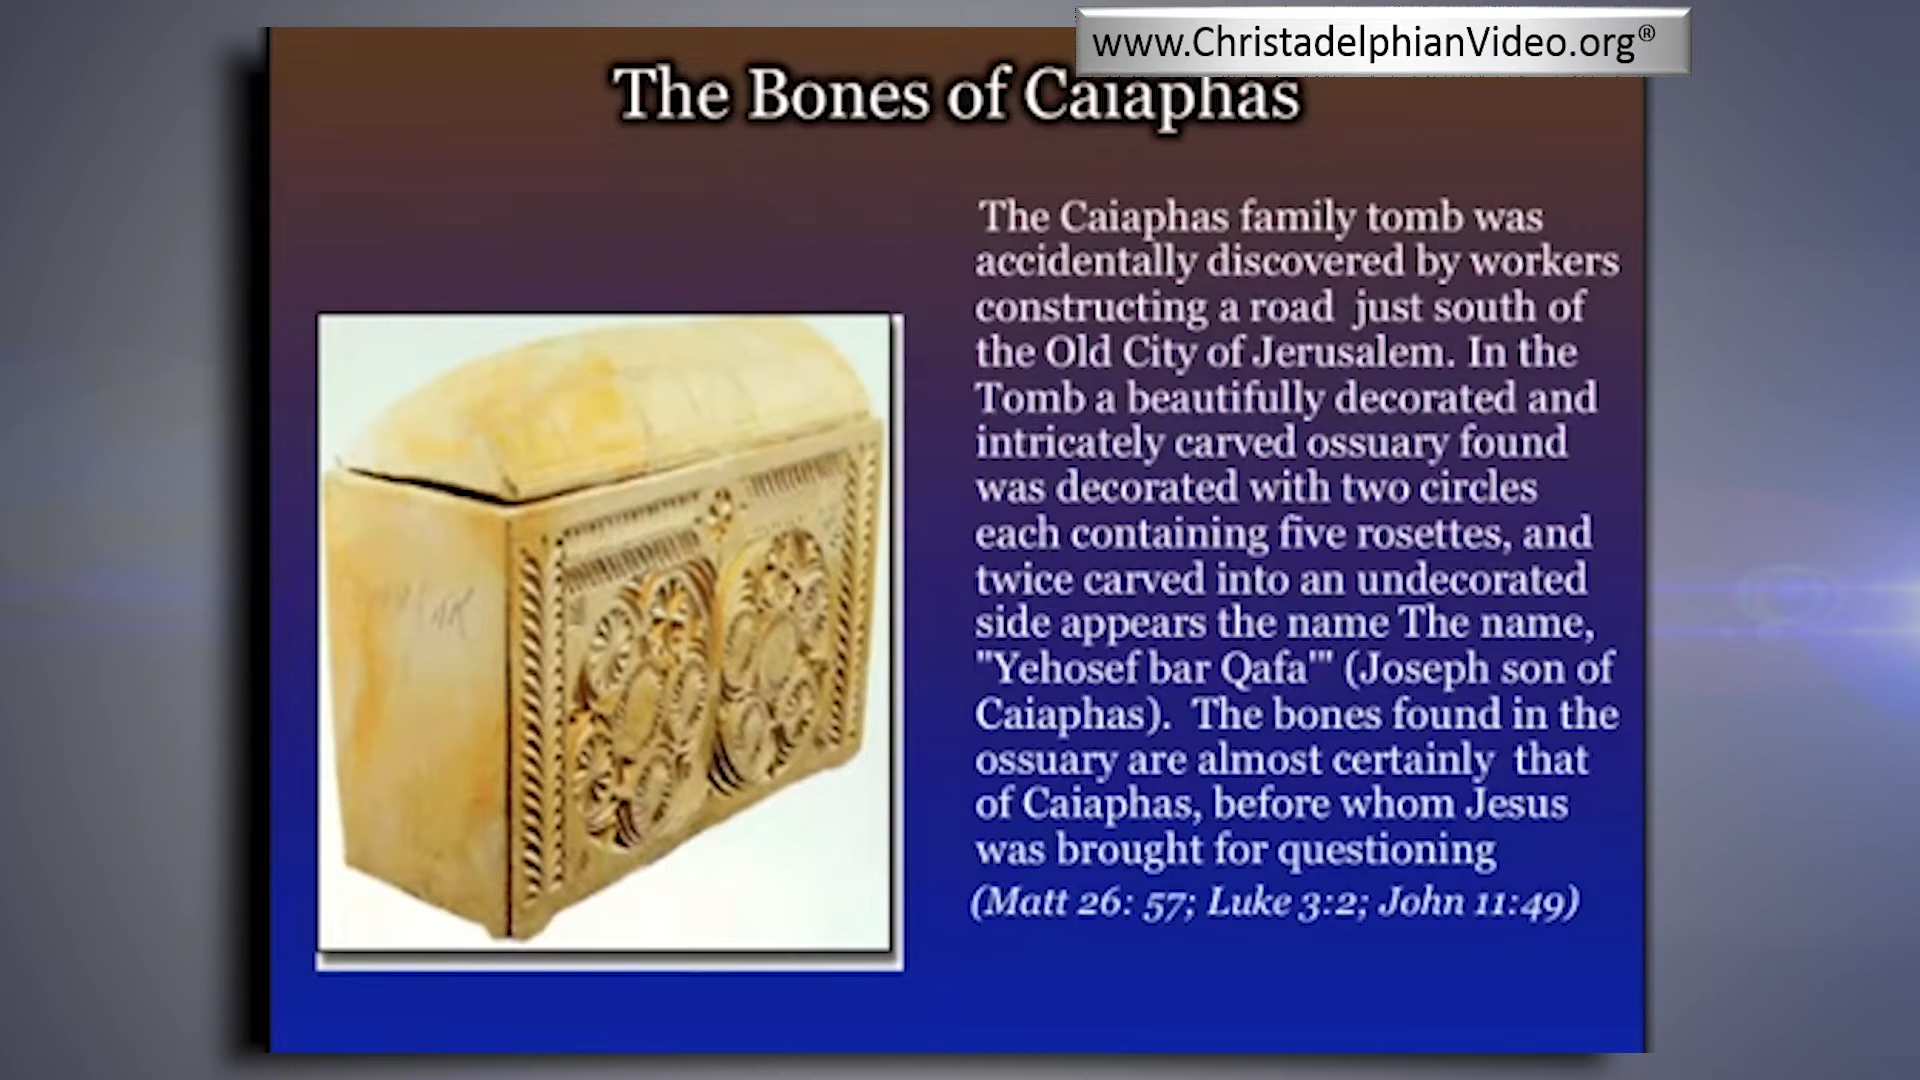 www.ChristadelphianVideo.org®
The Bones of Caiaphas
The Caiaphas family tomb was
accidentally discovered by workers
constructing a road just south of
the Old City of Jerusalem. In the
Tomb a beautifully decorated and
intricately carved ossuary found
was decorated with two circles
each containing five rosettes, and
twice carved into an undecorated
side appears the name The name,
"Yehosef bar Qafa'" (Joseph son of
Caiaphas). The bones found in the
ossuary are almost certainly that
of Caiaphas, before whom Jesus
was brought for questioning
(Matt 26: 57; Luke 3:2; John 11:49)